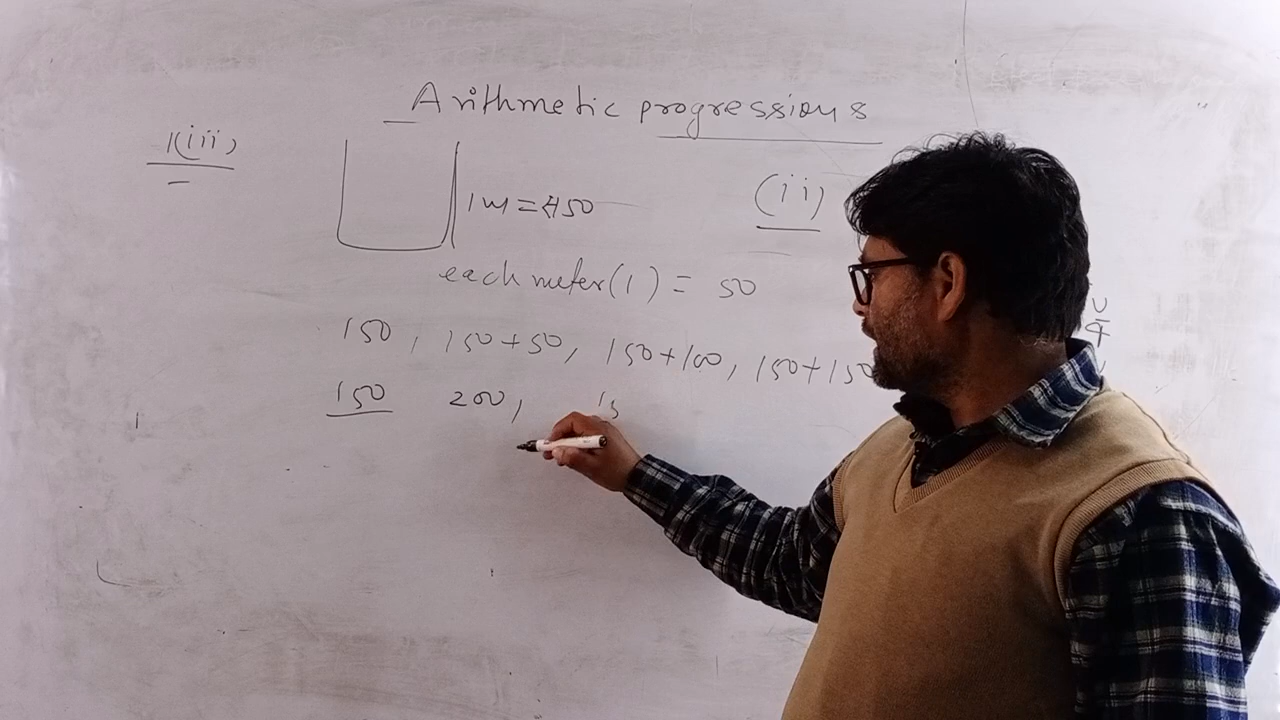 Arithmetic progressions
1(iii)
(ii)
1m = 150
each meter (1) = 50
150, 150+50, 150+100, 150+150
150 200, 15